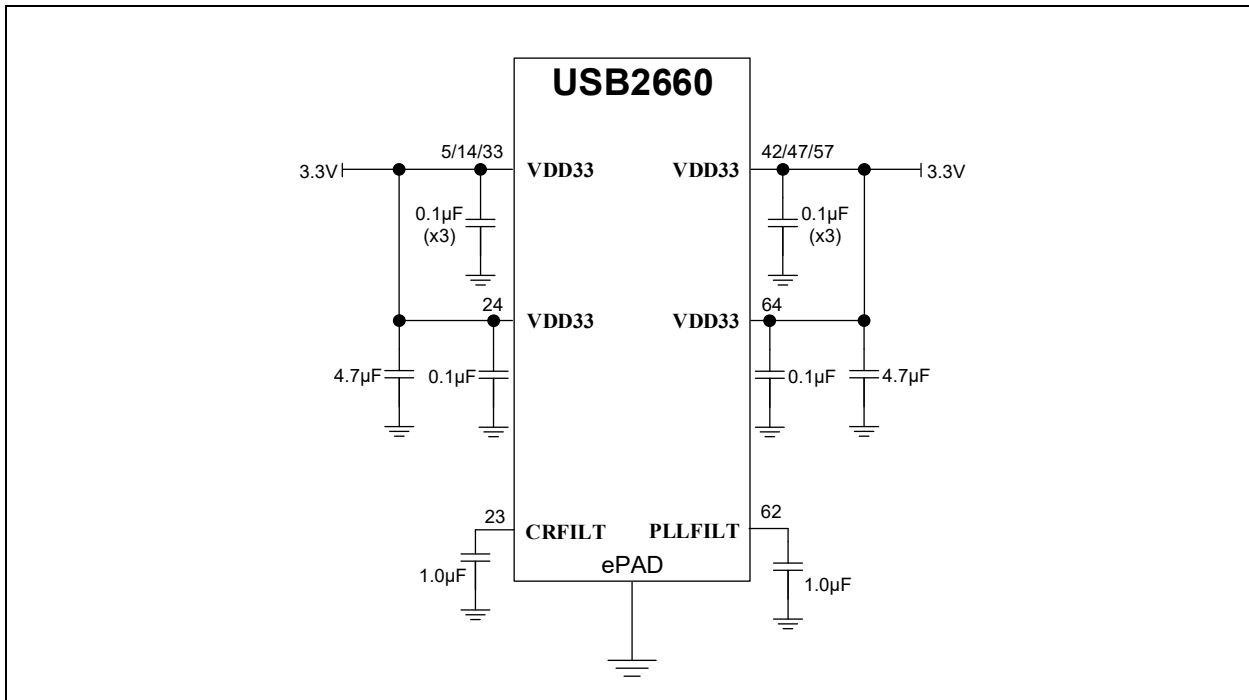 USB2660
5/14/33
42/47/57
3.3V
VDD33
VDD33
3.3V
0.1µF
(x3)
0.1µF
(x3)
24
64
VDD33
VDD33
4.7µF
0.1µF
0.1µF
4.7µF
23
62
CRFILT
PLLFILT
ePAD
1.0µF
1.0µF